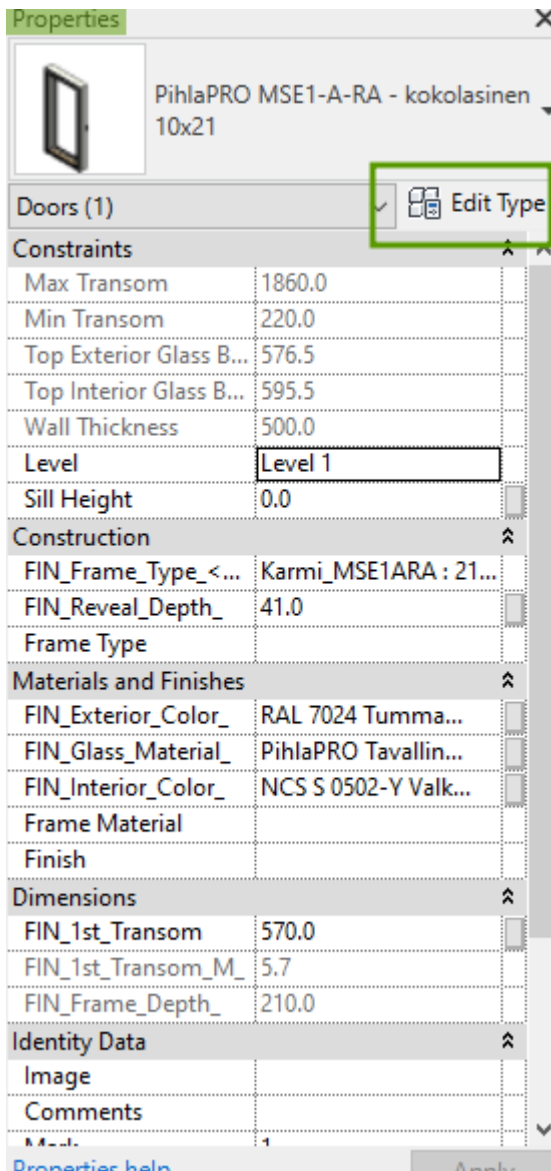 Properties
PihlaPRO MSE1-A-RA - kokolasinen
10x21
Doors (1)
Edit Type
Constraints
Max Transom 1860.0
Min Transom 220.0
Top Exterior Glass B... 576.5
Top Interior Glass B... 595.5
Wall Thickness 500.0
Level Level 1
Sill Height 0.0
Construction
FIN_Frame_Type_<... Karmi_MSE1ARA : 21...
FIN_Reveal_Depth_ 41.0
Frame Type
Materials and Finishes
FIN_Exterior_Color_ RAL 7024 Tumma...
FIN_Glass_Material_ PihlaPRO Tavallin...
FIN_Interior_Color_ NCS S 0502-Y Valk...
Frame Material
Finish
Dimensions
FIN_1st_Transom 570.0
FIN_1st_Transom_M_ 5.7
FIN_Frame_Depth_ 210.0
Identity Data
Image
Comments
Mark 1
Properties help Apply